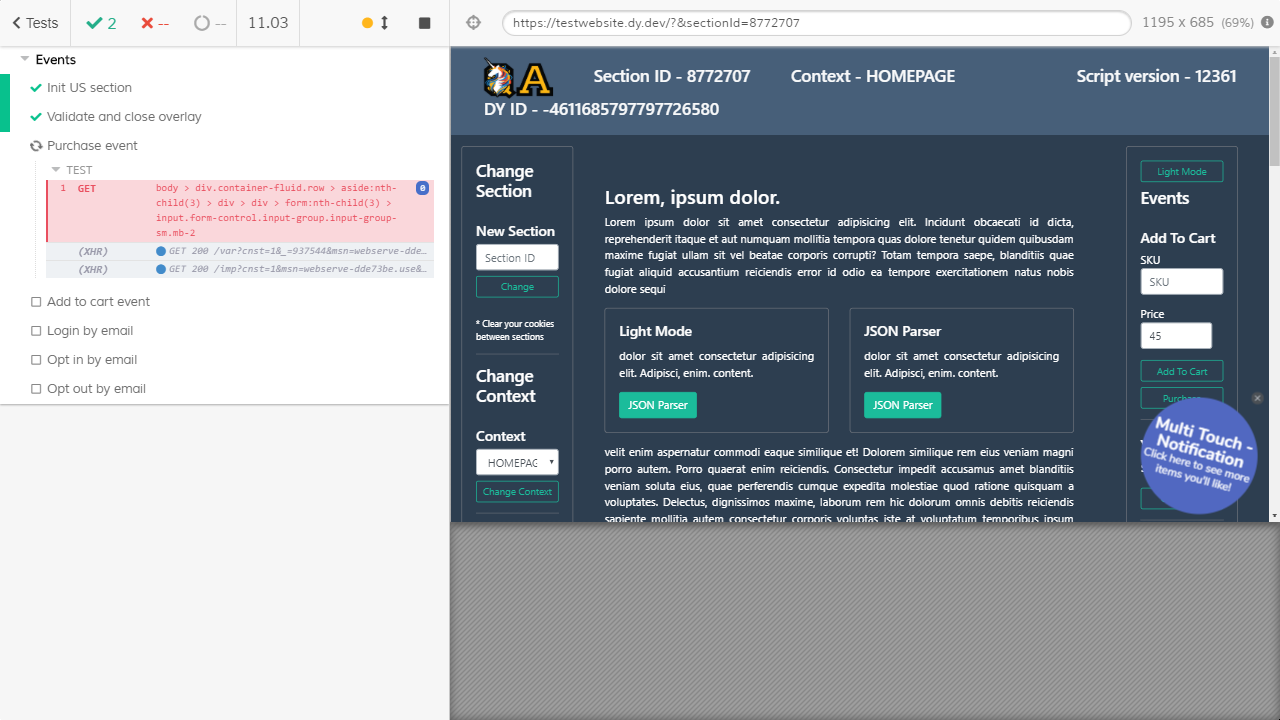 Tests
2
--
--
11.03
https://testwebsite.dy.dev/?&sectionId=8772707
1195 x 685 (69%)
Events
Init US section
Validate and close overlay
Purchase event
TEST
1 GET body > div.container-fluid.row > aside:nth-
child(3) > div > div > form:nth-child(3) >
input.form-control.input-group.input-group-
sm.mb-2
0
(XHR) GET 200 /var?cnst=1&_=937544&msn=webserve-dde…
(XHR) GET 200 /imp?cnst=1&msn=webserve-dde73be.use&…
Add to cart event
Login by email
Opt in by email
Opt out by email
A
Section ID - 8772707
Context - HOMEPAGE
Script version - 12361
DY ID - -4611685797797726580
Change
Section
New Section
Section ID
Change
* Clear your cookies
between sections
Change
Context
Context
HOMEPAG
Change Context
Lorem, ipsum dolor.
Lorem ipsum dolor sit amet consectetur adipisicing elit. Incidunt obcaecati id dicta,
reprehenderit itaque et aut numquam mollitia tempora quas dolore tenetur quidem quibusdam
maxime fugiat ullam sit vel beatae corporis corrupti? Totam tempora saepe, blanditiis quae
fugiat aliquid accusantium reiciendis error id odio ea tempore exercitationem natus nobis
dolore sequi
Light Mode
dolor sit amet consectetur adipisicing
elit. Adipisci, enim. content.
JSON Parser
JSON Parser
dolor sit amet consectetur adipisicing
elit. Adipisci, enim. content.
JSON Parser
velit enim aspernatur commodi eaque similique et! Dolorem similique rem eius veniam magni
porro autem. Porro quaerat enim reiciendis. Consectetur impedit accusamus amet blanditiis
veniam soluta eius, quae perferendis cumque expedita molestiae quod ratione quisquam a
voluptates. Delectus, dignissimos maxime, laborum rem hic dolorum omnis debitis reiciendis
sapiente mollitia autem consectetur corporis voluptas iste at voluptatum temporibus ipsum
Light Mode
Events
Add To Cart
SKU
SKU
Price
45
Add To Cart
Multi Touch -
Notification
Click here to see more
items you'll like!